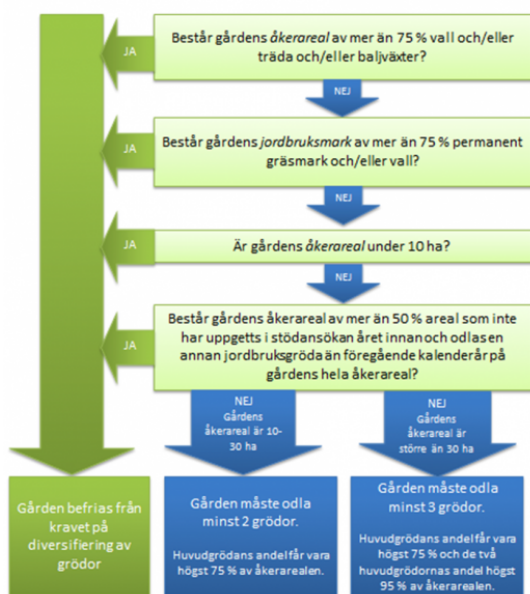 Består gårdens åkerareal av mer än 75 % vall och/eller
träda och/eller baljväxter?
JA
NEJ
Består gårdens jordbruksmark av mer än 75 % permanent
gräsmark och/eller vall?
JA
NEJ
Är gårdens åkerareal under 10 ha?
JA
NEJ
Består gårdens åkerareal av mer än 50 % areal som inte
har uppgetts i stödansökan året innan och odlas en
annan jordbruksgröda än föregående kalenderår på
gårdens hela åkerareal?
JA
NEJ
Gårdens
åkerareal är 10-
30 ha
NEJ
Gårdens
åkerareal är
större än 30 ha
Gården befrias från
kravet på
diversifiering av
grödor
Gården måste odla
minst 2 grödor.
Huvudgrödans andel får vara
högst 75 % av åkerarealen.
Gården måste odla
minst 3 grödor.
Huvudgrödans andel får vara
högst 75 % och de två
huvudgrödornas andel högst
95 % av åkerarealen.